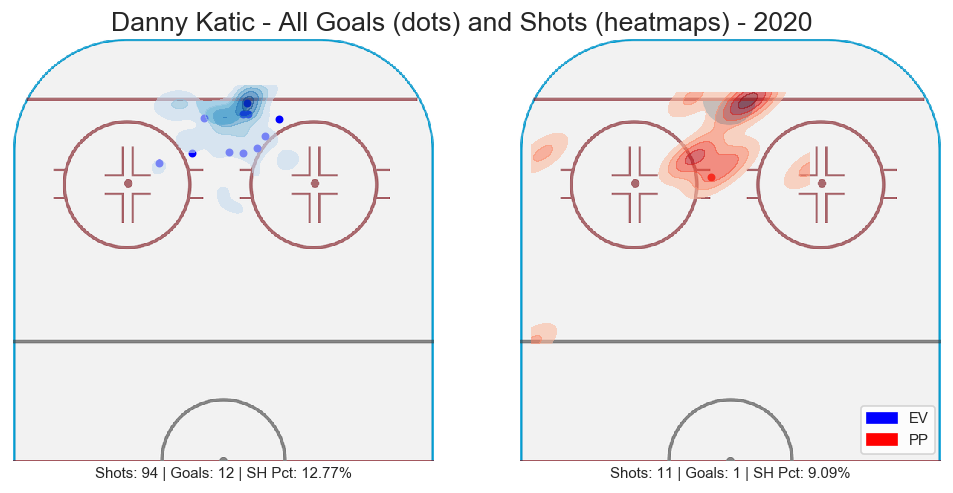 Danny Katic - All Goals (dots) and Shots (heatmaps) - 2020
EV
PP
Shots: 94 | Goals: 12 | SH Pct: 12.77%
Shots: 11 | Goals: 1 | SH Pct: 9.09%